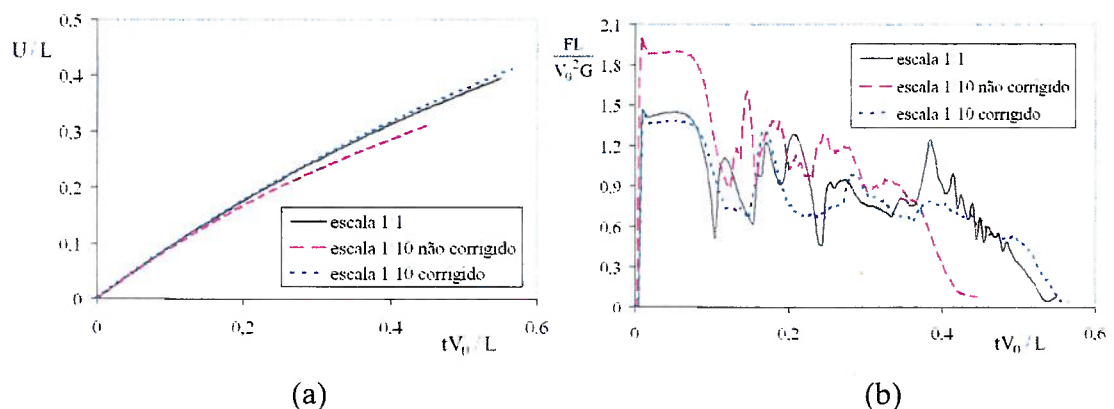 0,5
U/L
0,4
0,3
0,2
0,1
0
escala 1 1
escala 1 10 não corrigido
escala 1 10 corrigido
0
0,2
0,4
0,6
tV₀/L
(a)
2,1
FL
V₀²G
1,8
1,5
1,2
0,9
0,6
0,3
0
escala 1 1
escala 1 10 não corrigido
escala 1 10 corrigido
0
0,2
0,4
0,6
tV₀/L
(b)